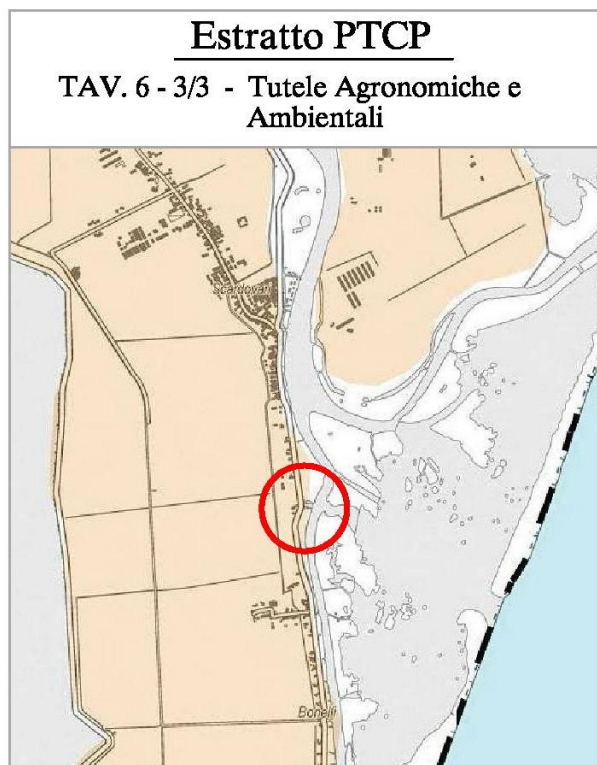 Estratto PTCP
TAV. 6 - 3/3 - Tutele Agronomiche e
Ambientali
Scardovari
Bonelli